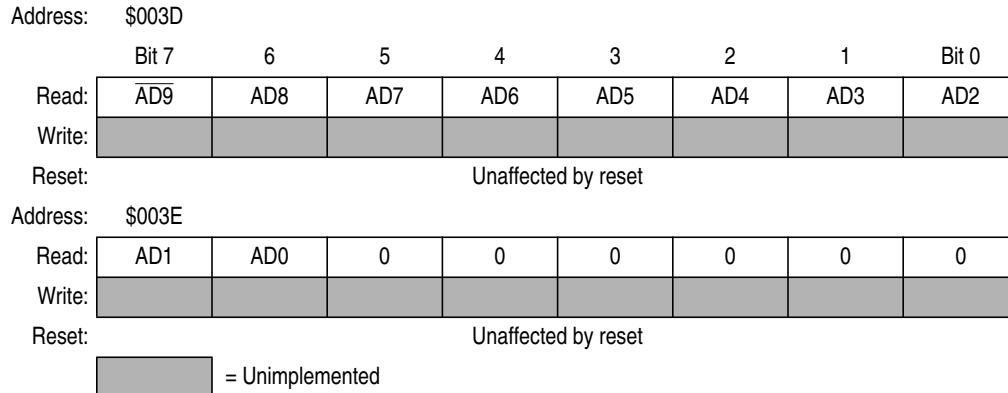 Address: $003D
Bit 7 6 5 4 3 2 1 Bit 0
Read: A̅D̅9̅ AD8 AD7 AD6 AD5 AD4 AD3 AD2
Write:
Reset: Unaffected by reset
Address: $003E
Read: AD1 AD0 0 0 0 0 0 0
Write:
Reset: Unaffected by reset
= Unimplemented